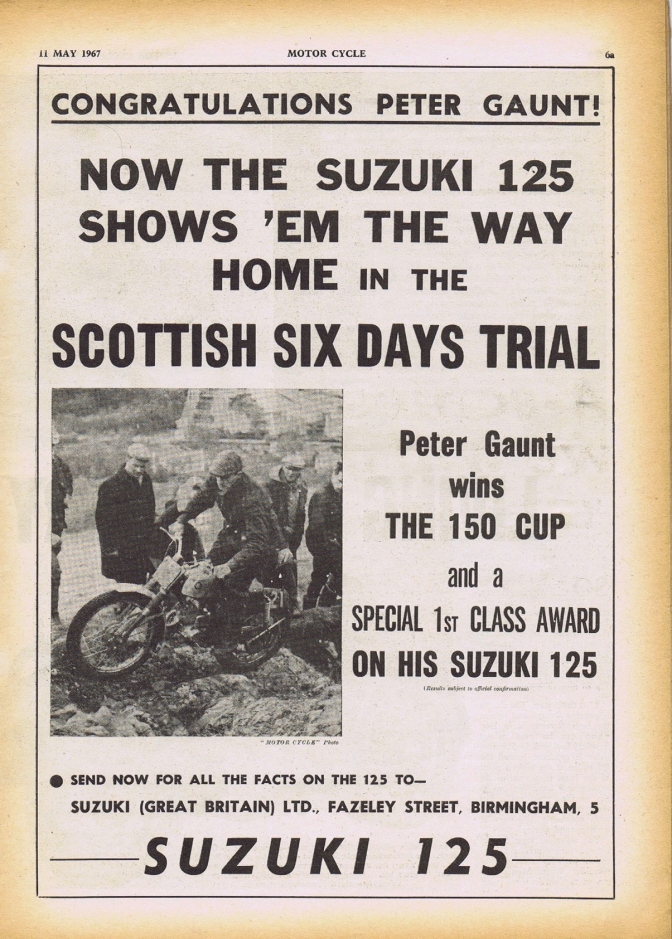 11 MAY 1967
MOTOR CYCLE
6a
CONGRATULATIONS PETER GAUNT!
NOW THE SUZUKI 125
SHOWS 'EM THE WAY
HOME IN THE
SCOTTISH SIX DAYS TRIAL
Peter Gaunt
wins
THE 150 CUP
and a
SPECIAL 1ST CLASS AWARD
ON HIS SUZUKI 125
(Results subject to official confirmation)
"MOTOR CYCLE" Photo
● SEND NOW FOR ALL THE FACTS ON THE 125 TO—
SUZUKI (GREAT BRITAIN) LTD., FAZELEY STREET, BIRMINGHAM, 5
SUZUKI 125